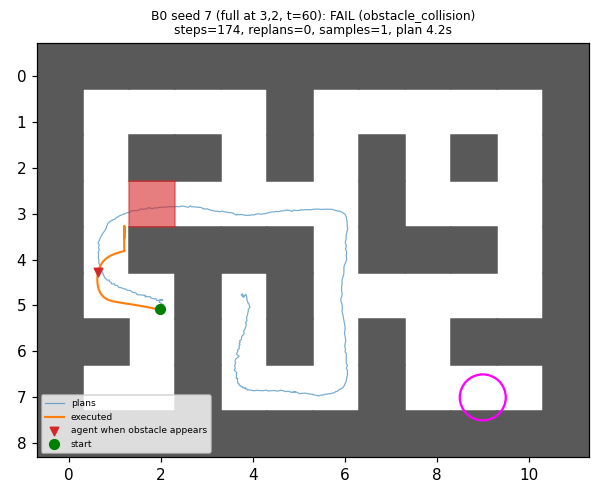 B0 seed 7 (full at 3,2, t=60): FAIL (obstacle_collision)
steps=174, replans=0, samples=1, plan 4.2s
0
1
2
3
4
5
6
7
8
plans
executed
agent when obstacle appears
start
0 2 4 6 8 10